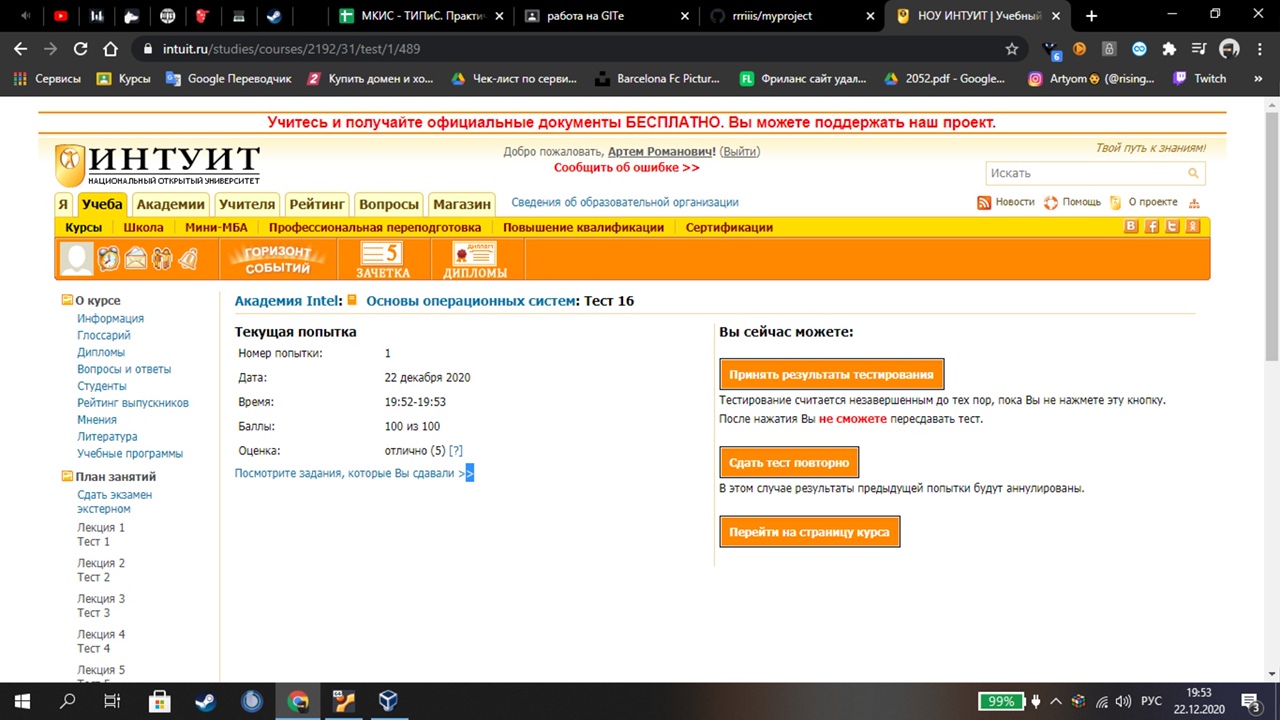 МКИС - ТИПиС. Практич
работа на GITe
rrriiis/myproject
НОУ ИНТУИТ | Учебный
intuit.ru/studies/courses/2192/31/test/1/489
6
Сервисы
Курсы
Google Переводчик
Купить домен и хо...
Чек-лист по серви...
Barcelona Fc Pictur...
FL
Фриланс сайт удал...
2052.pdf - Google...
Artyom (@rising...
Twitch
»
Учитесь и получайте официальные документы БЕСПЛАТНО. Вы можете поддержать наш проект.
ИНТУИТ
НАЦИОНАЛЬНЫЙ ОТКРЫТЫЙ УНИВЕРСИТЕТ
Добро пожаловать, Артем Романович! (Выйти)
Сообщить об ошибке >>
Твой путь к знаниям!
Искать
Я
Учеба
Академии
Учителя
Рейтинг
Вопросы
Магазин
Сведения об образовательной организации
Новости
Помощь
О проекте
Курсы
Школа
Мини-МБА
Профессиональная переподготовка
Повышение квалификации
Сертификации
ГОРИЗОНТ
СОБЫТИЙ
5
ЗАЧЕТКА
ДИПЛОМ
ДИПЛОМЫ
О курсе
Информация
Глоссарий
Дипломы
Вопросы и ответы
Студенты
Рейтинг выпускников
Мнения
Литература
Учебные программы
План занятий
Сдать экзамен
экстерном
Лекция 1
Тест 1
Лекция 2
Тест 2
Лекция 3
Тест 3
Лекция 4
Тест 4
Лекция 5
Академия Intel: Основы операционных систем: Тест 16
Текущая попытка
Номер попытки: 1
Дата: 22 декабря 2020
Время: 19:52-19:53
Баллы: 100 из 100
Оценка: отлично (5) [?]
Посмотрите задания, которые Вы сдавали >>
Вы сейчас можете:
Принять результаты тестирования
Тестирование считается незавершенным до тех пор, пока Вы не нажмете эту кнопку.
После нажатия Вы не сможете пересдавать тест.
Сдать тест повторно
В этом случае результаты предыдущей попытки будут аннулированы.
Перейти на страницу курса
99%
РУС
19:53
22.12.2020
3